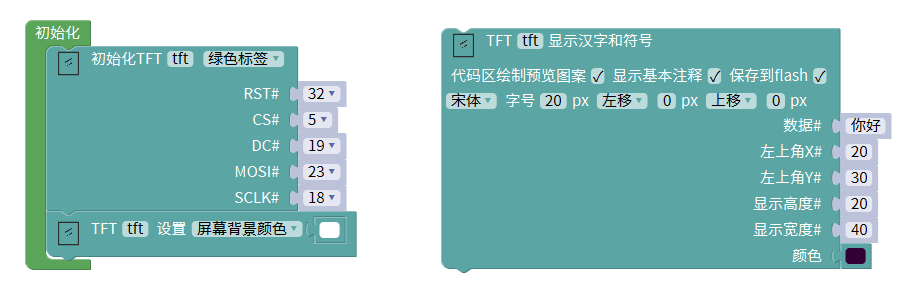 初始化
初始化TFT tft 绿色标签
RST# 32
CS# 5
DC# 19
MOSI# 23
SCLK# 18
TFT tft 设置 屏幕背景颜色
TFT tft 显示汉字和符号
代码区绘制预览图案 ✓ 显示基本注释 ✓ 保存到flash ✓
宋体 字号 20 px 左移 0 px 上移 0 px
数据# 你好
左上角X# 20
左上角Y# 30
显示高度# 20
显示宽度# 40
颜色